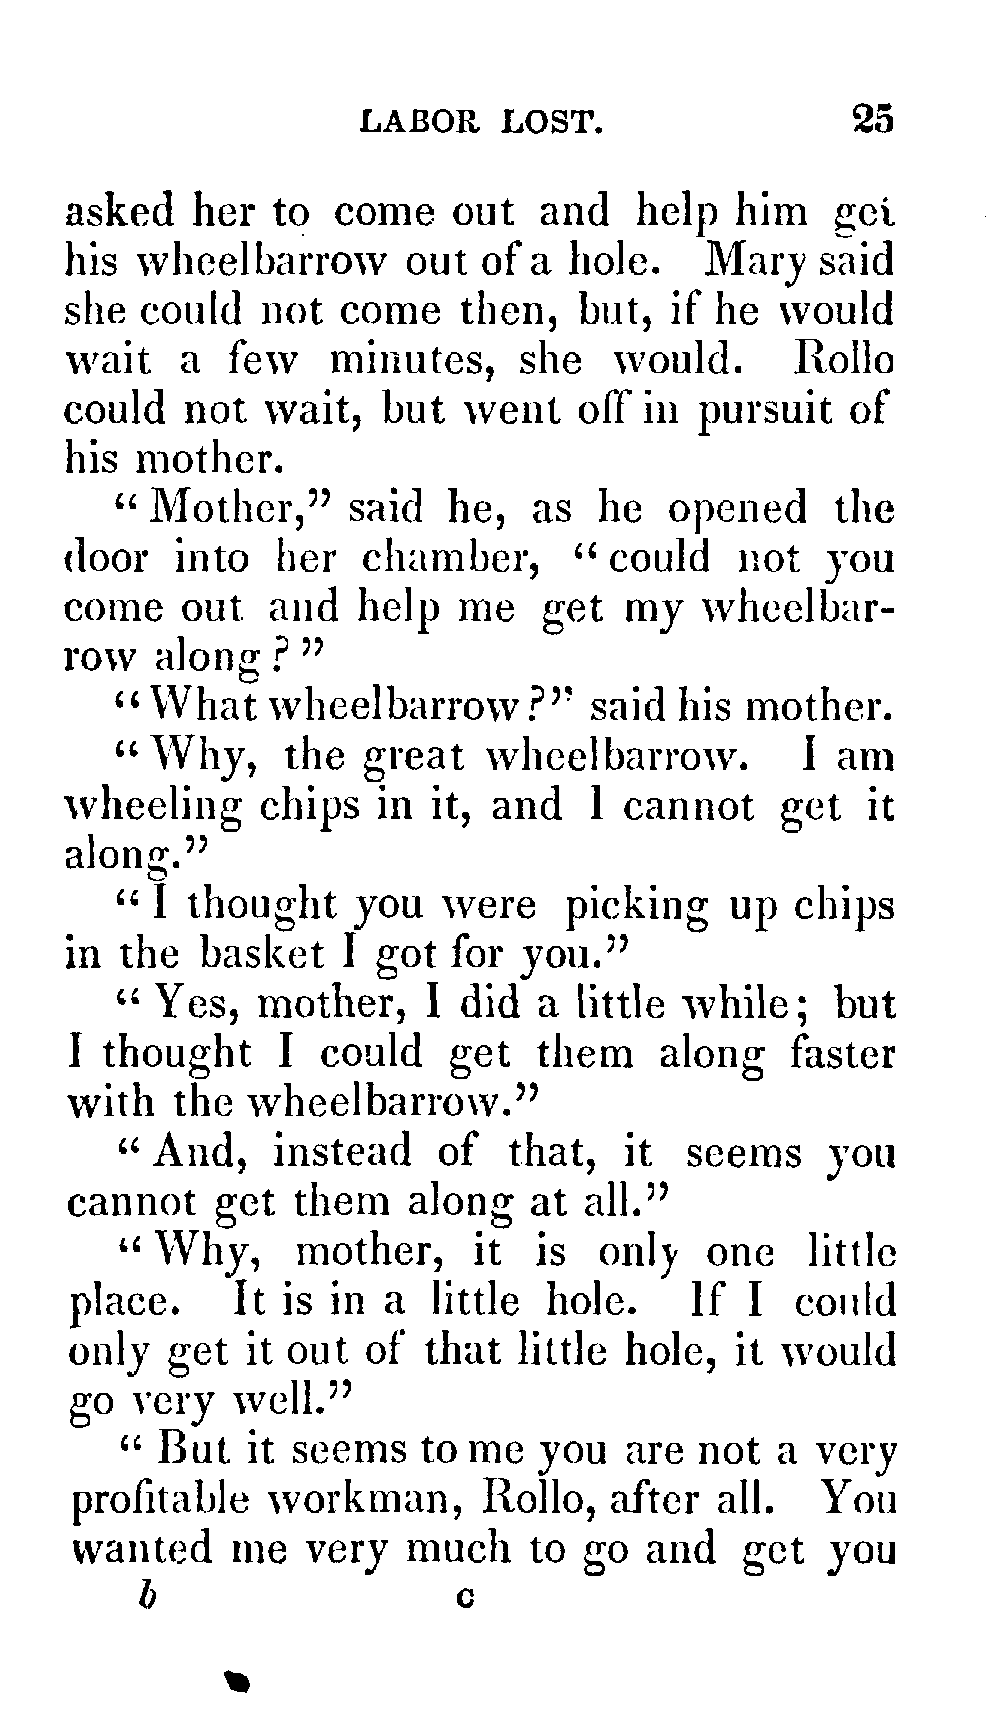 LABOR LOST. 25
asked her to come out and help him get
his wheelbarrow out of a hole. Mary said
she could not come then, but, if he would
wait a few minutes, she would. Rollo
could not wait, but went off in pursuit of
his mother.
“Mother,” said he, as he opened the
door into her chamber, “could not you
come out and help me get my wheelbar-
row along?”
“What wheelbarrow?” said his mother.
“Why, the great wheelbarrow. I am
wheeling chips in it, and I cannot get it
along.”
“I thought you were picking up chips
in the basket I got for you.”
“Yes, mother, I did a little while; but
I thought I could get them along faster
with the wheelbarrow.”
“And, instead of that, it seems you
cannot get them along at all.”
“Why, mother, it is only one little
place. It is in a little hole. If I could
only get it out of that little hole, it would
go very well.”
“But it seems to me you are not a very
profitable workman, Rollo, after all. You
wanted me very much to go and get you
b c